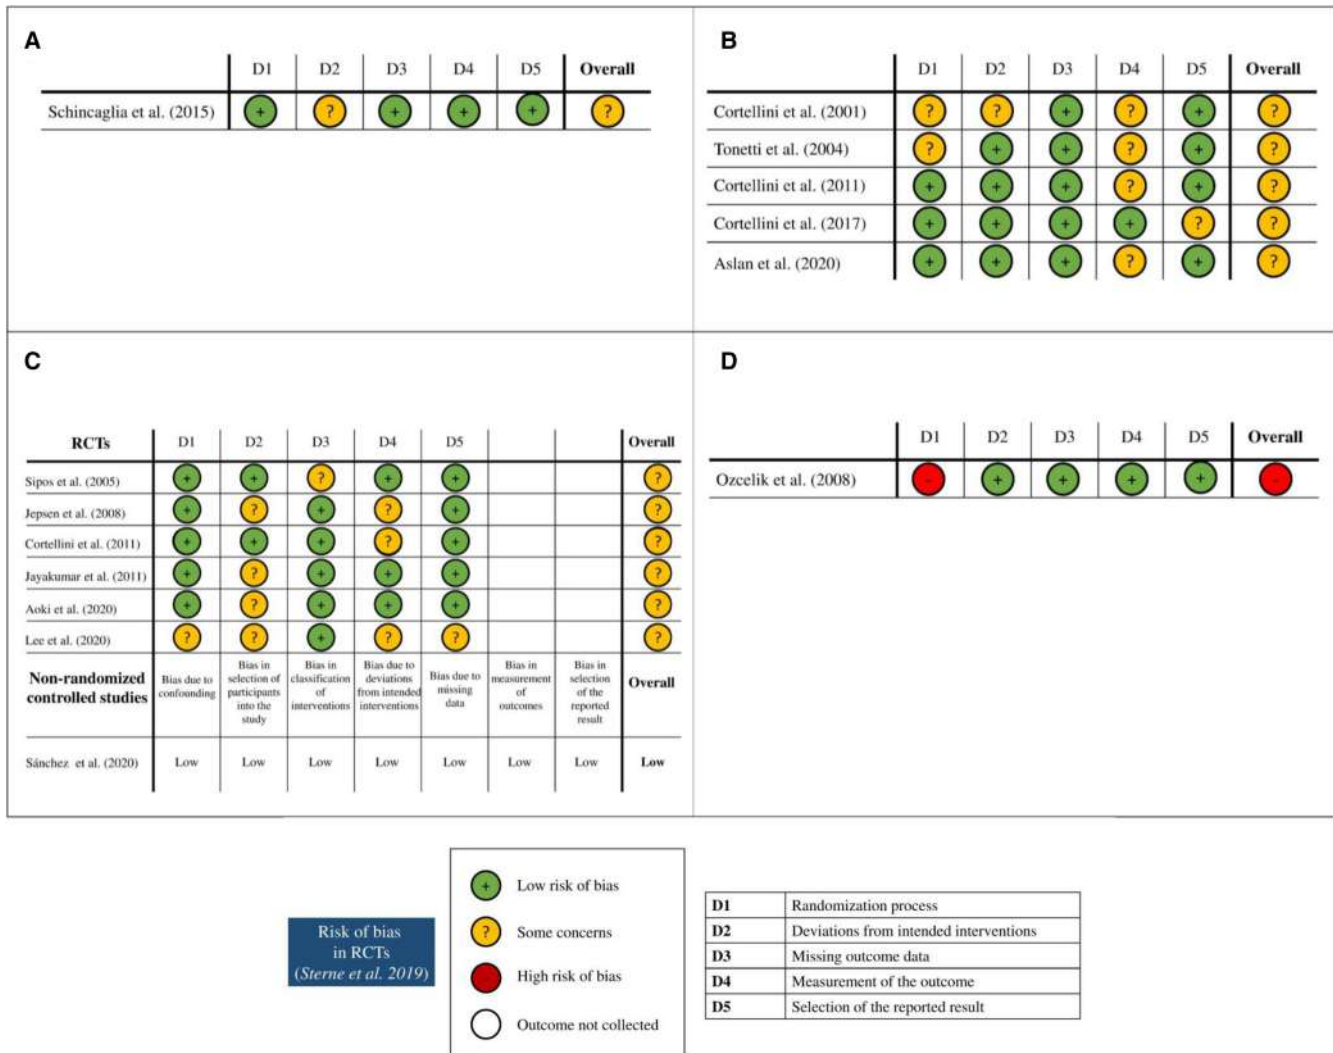 A
D1 D2 D3 D4 D5 Overall
Schincaglia et al. (2015) + ? + + + ?
B
D1 D2 D3 D4 D5 Overall
Cortellini et al. (2001) ? ? + ? + ?
Tonetti et al. (2004) ? + + ? + ?
Cortellini et al. (2011) + + + ? + ?
Cortellini et al. (2017) + + + + ? ?
Aslan et al. (2020) + + + ? + ?
C
RCTs D1 D2 D3 D4 D5 Overall
Sipos et al. (2005) + + ? + + ?
Jepsen et al. (2008) + ? + ? + ?
Cortellini et al. (2011) + + + ? + ?
Jayakumar et al. (2011) + ? + + + ?
Aoki et al. (2020) + ? + + + ?
Lee et al. (2020) ? ? + ? ? ?
Non-randomized
controlled studies
Bias due to
confounding
Bias in
selection of
participants
into the
study
Bias in
classification
of
interventions
Bias due to
deviations
from intended
interventions
Bias due to
missing
data
Bias in
measurement
of
outcomes
Bias in
selection
of the
reported
result
Overall
Sánchez et al. (2020) Low Low Low Low Low Low Low Low
D
D1 D2 D3 D4 D5 Overall
Ozcelik et al. (2008) - + + + + -
Risk of bias
in RCTs
(Sterne et al. 2019)
+ Low risk of bias
? Some concerns
- High risk of bias
Outcome not collected
D1 Randomization process
D2 Deviations from intended interventions
D3 Missing outcome data
D4 Measurement of the outcome
D5 Selection of the reported result